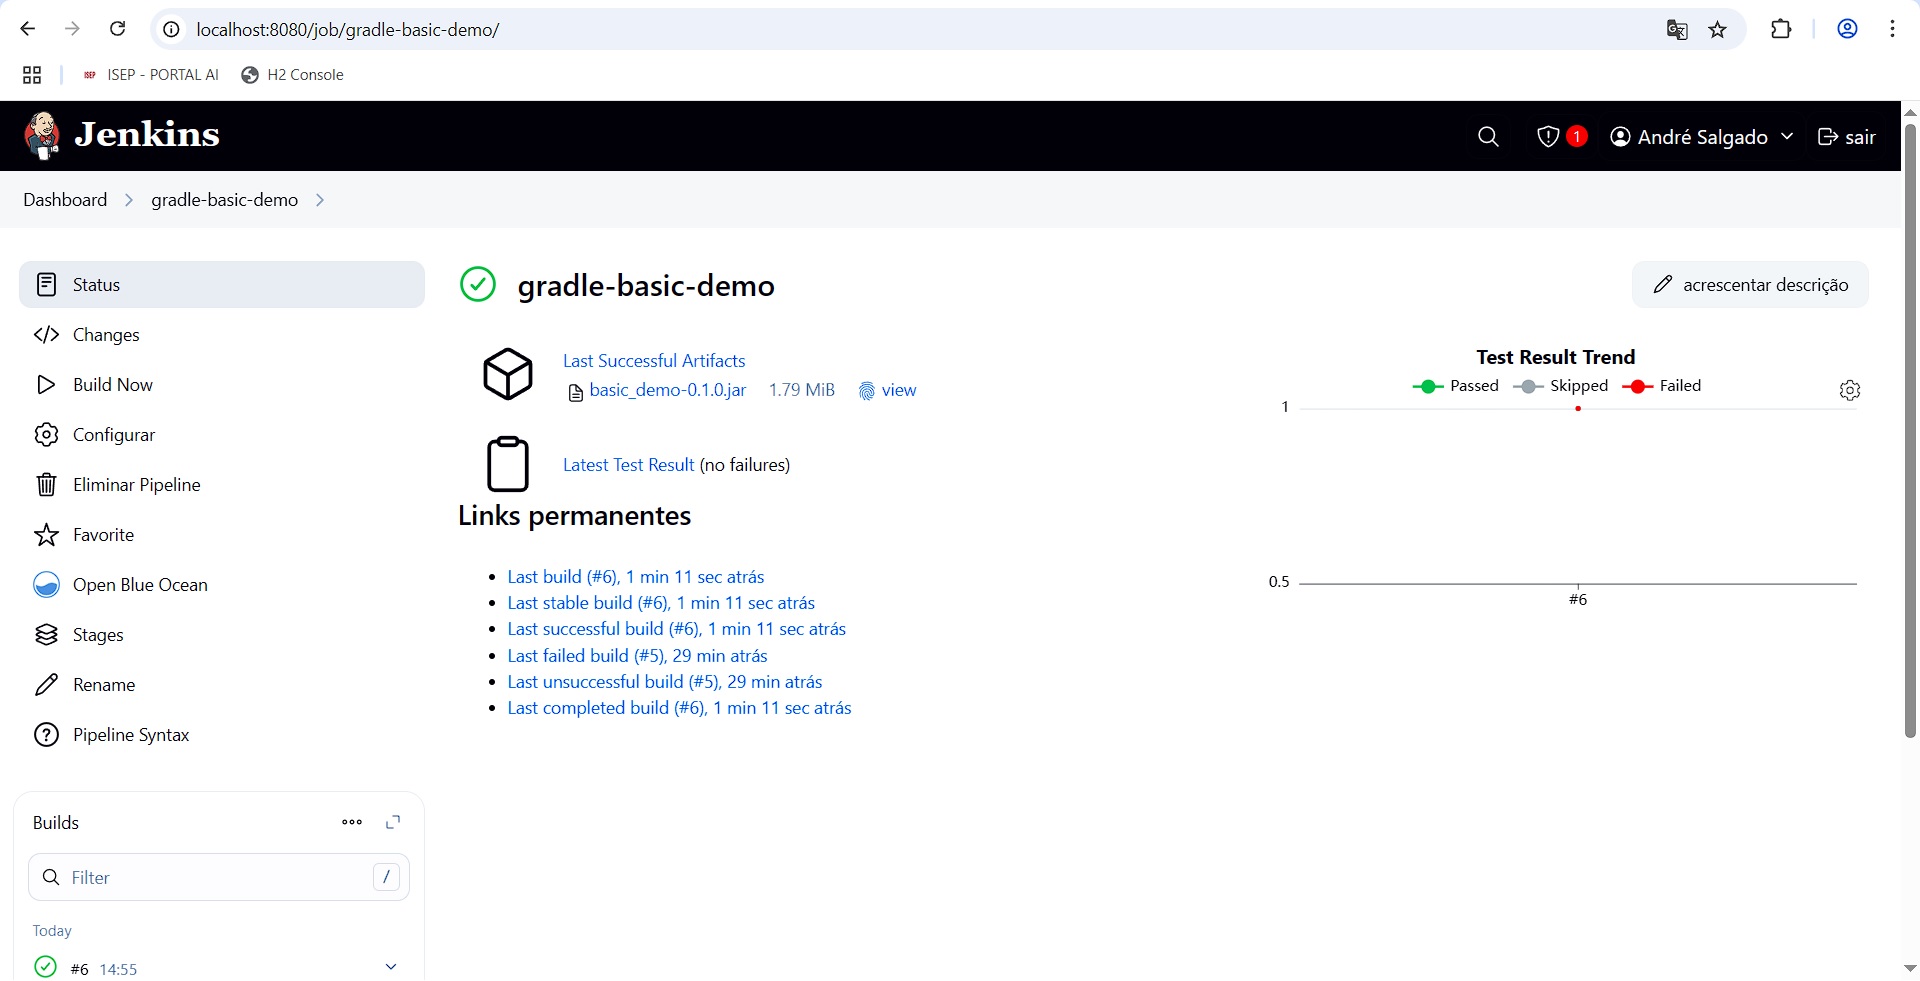 localhost:8080/job/gradle-basic-demo/
ISEP ISEP - PORTAL AI H2 Console
Jenkins
1 André Salgado sair
Dashboard gradle-basic-demo
Status
Changes
Build Now
Configurar
Eliminar Pipeline
Favorite
Open Blue Ocean
Stages
Rename
Pipeline Syntax
Builds
Filter /
Today
#6 14:55
gradle-basic-demo
acrescentar descrição
Last Successful Artifacts
basic_demo-0.1.0.jar 1.79 MiB view
Latest Test Result (no failures)
Links permanentes
Last build (#6), 1 min 11 sec atrás
Last stable build (#6), 1 min 11 sec atrás
Last successful build (#6), 1 min 11 sec atrás
Last failed build (#5), 29 min atrás
Last unsuccessful build (#5), 29 min atrás
Last completed build (#6), 1 min 11 sec atrás
Test Result Trend
Passed Skipped Failed
1
0.5
#6